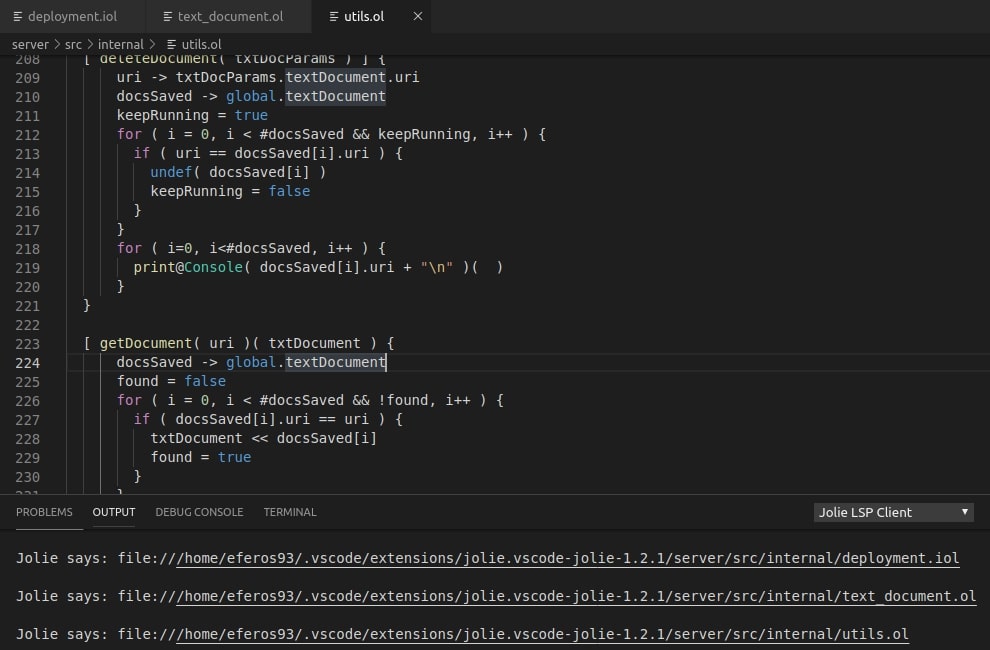 deployment.iol text_document.ol utils.ol
server > src > internal > utils.ol
208 [ deleteDocument( txtDocParams ) ] {
209 uri -> txtDocParams.textDocument.uri
210 docsSaved -> global.textDocument
211 keepRunning = true
212 for ( i = 0, i < #docsSaved && keepRunning, i++ ) {
213 if ( uri == docsSaved[i].uri ) {
214 undef( docsSaved[i] )
215 keepRunning = false
216 }
217 }
218 for ( i=0, i<#docsSaved, i++ ) {
219 print@Console( docsSaved[i].uri + "\n" )(  )
220 }
221 }
222
223 [ getDocument( uri )( txtDocument ) {
224 docsSaved -> global.textDocument
225 found = false
226 for ( i = 0, i < #docsSaved && !found, i++ ) {
227 if ( docsSaved[i].uri == uri ) {
228 txtDocument << docsSaved[i]
229 found = true
230 }
231 }
PROBLEMS OUTPUT DEBUG CONSOLE TERMINAL Jolie LSP Client
Jolie says: file:///home/eferos93/.vscode/extensions/jolie.vscode-jolie-1.2.1/server/src/internal/deployment.iol
Jolie says: file:///home/eferos93/.vscode/extensions/jolie.vscode-jolie-1.2.1/server/src/internal/text_document.ol
Jolie says: file:///home/eferos93/.vscode/extensions/jolie.vscode-jolie-1.2.1/server/src/internal/utils.ol